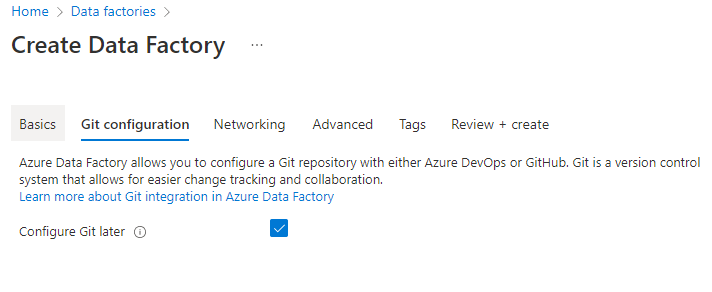 Home > Data factories >
Create Data Factory ...
Basics Git configuration Networking Advanced Tags Review + create
Azure Data Factory allows you to configure a Git repository with either Azure DevOps or GitHub. Git is a version control
system that allows for easier change tracking and collaboration.
Learn more about Git integration in Azure Data Factory
Configure Git later